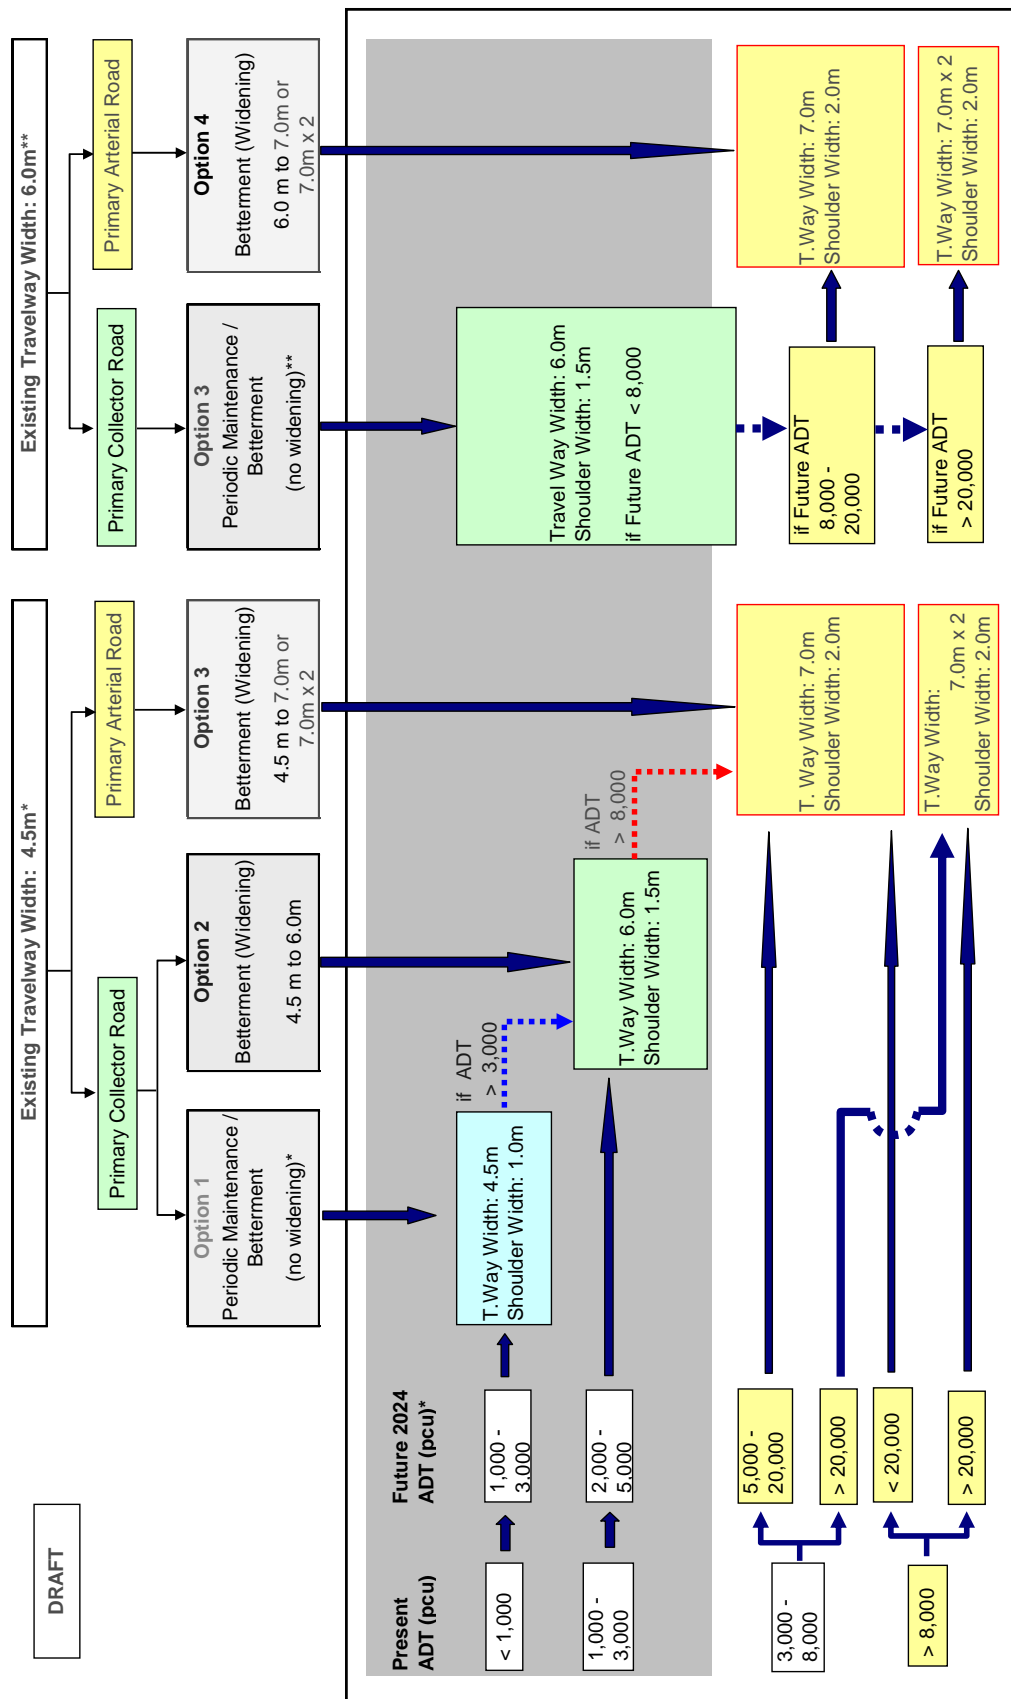 DRAFT
Existing Travelway Width:  4.5m*
Existing Travelway Width: 6.0m**
Primary Collector Road
Primary Arterial Road
Primary Collector Road
Primary Arterial Road
Option 1
Periodic Maintenance /
Betterment
(no widening)*
Option 2
Betterment (Widening)
4.5 m to 6.0m
Option 3
Betterment (Widening)
4.5 m to 7.0m or
7.0m x 2
Option 3
Periodic Maintenance /
Betterment
(no widening)**
Option 4
Betterment (Widening)
6.0 m to 7.0m or
7.0m x 2
Present
ADT (pcu)
Future 2024
ADT (pcu)*
< 1,000
1,000 -
3,000
T.Way Width: 4.5m
Shoulder Width: 1.0m
if  ADT
>  3,000
1,000 -
3,000
2,000 -
5,000
T.Way Width: 6.0m
Shoulder Width: 1.5m
if ADT
>  8,000
Travel Way Width: 6.0m
Shoulder Width: 1.5m
if Future ADT < 8,000
3,000 -
8,000
5,000 -
20,000
> 20,000
T. Way Width: 7.0m
Shoulder Width: 2.0m
if Future ADT
8,000 -
20,000
T.Way Width: 7.0m
Shoulder Width: 2.0m
> 8,000
< 20,000
> 20,000
T.Way Width:
7.0m x 2
Shoulder Width: 2.0m
if Future ADT
> 20,000
T.Way Width: 7.0m x 2
Shoulder Width: 2.0m